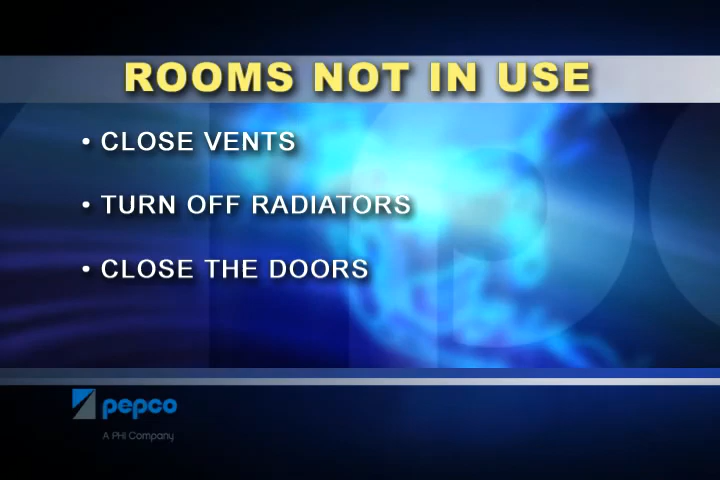 ROOMS NOT IN USE
• CLOSE VENTS
• TURN OFF RADIATORS
• CLOSE THE DOORS
pepco
A PHI Company